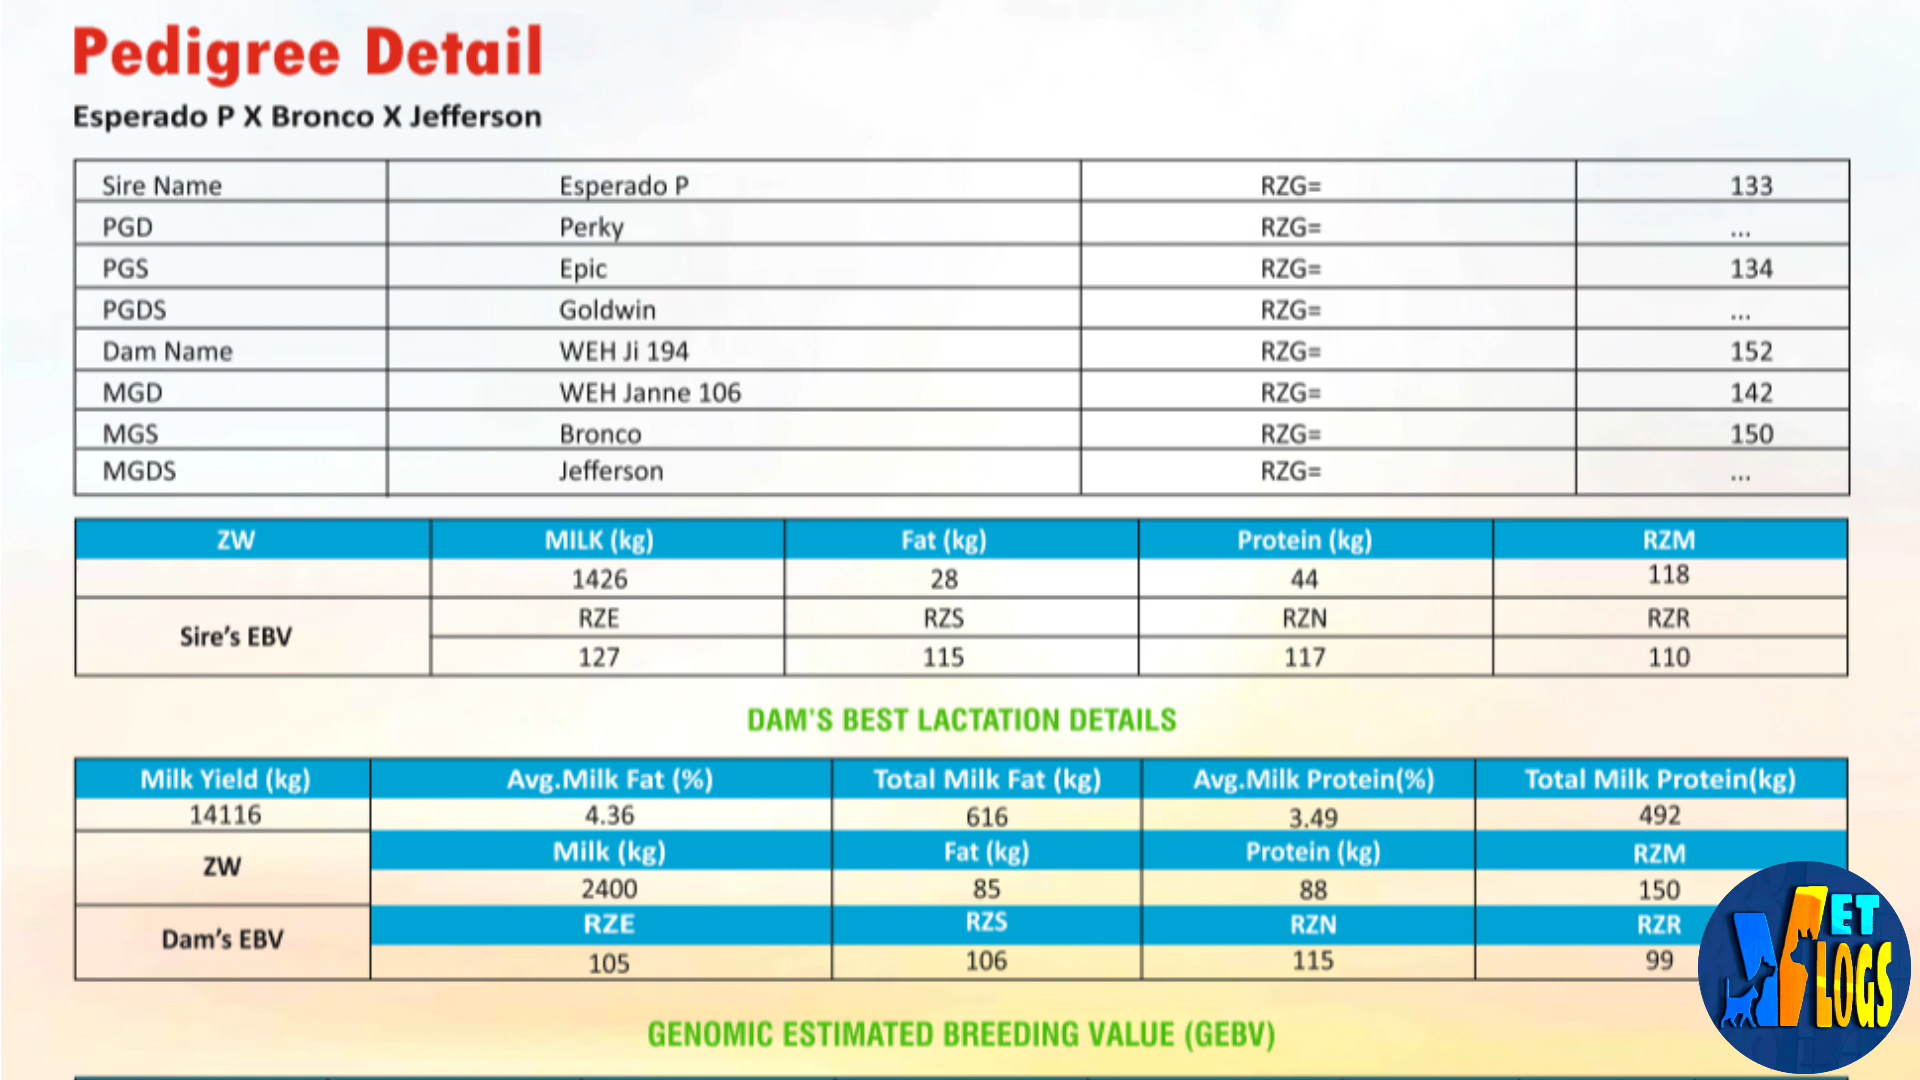 Pedigree Detail
Esperado P X Bronco X Jefferson
Sire Name Esperado P RZG= 133
PGD Perky RZG= ...
PGS Epic RZG= 134
PGDS Goldwin RZG= ...
Dam Name WEH Ji 194 RZG= 152
MGD WEH Janne 106 RZG= 142
MGS Bronco RZG= 150
MGDS Jefferson RZG= ...
ZW MILK (kg) Fat (kg) Protein (kg) RZM
1426 28 44 118
RZE RZS RZN RZR
Sire's EBV
127 115 117 110
DAM'S BEST LACTATION DETAILS
Milk Yield (kg) Avg.Milk Fat (%) Total Milk Fat (kg) Avg.Milk Protein(%) Total Milk Protein(kg)
14116 4.36 616 3.49 492
ZW Milk (kg) Fat (kg) Protein (kg) RZM
2400 85 88 150
Dam's EBV RZE RZS RZN RZR
105 106 115 99
VET
VLOGS
GENOMIC ESTIMATED BREEDING VALUE (GEBV)